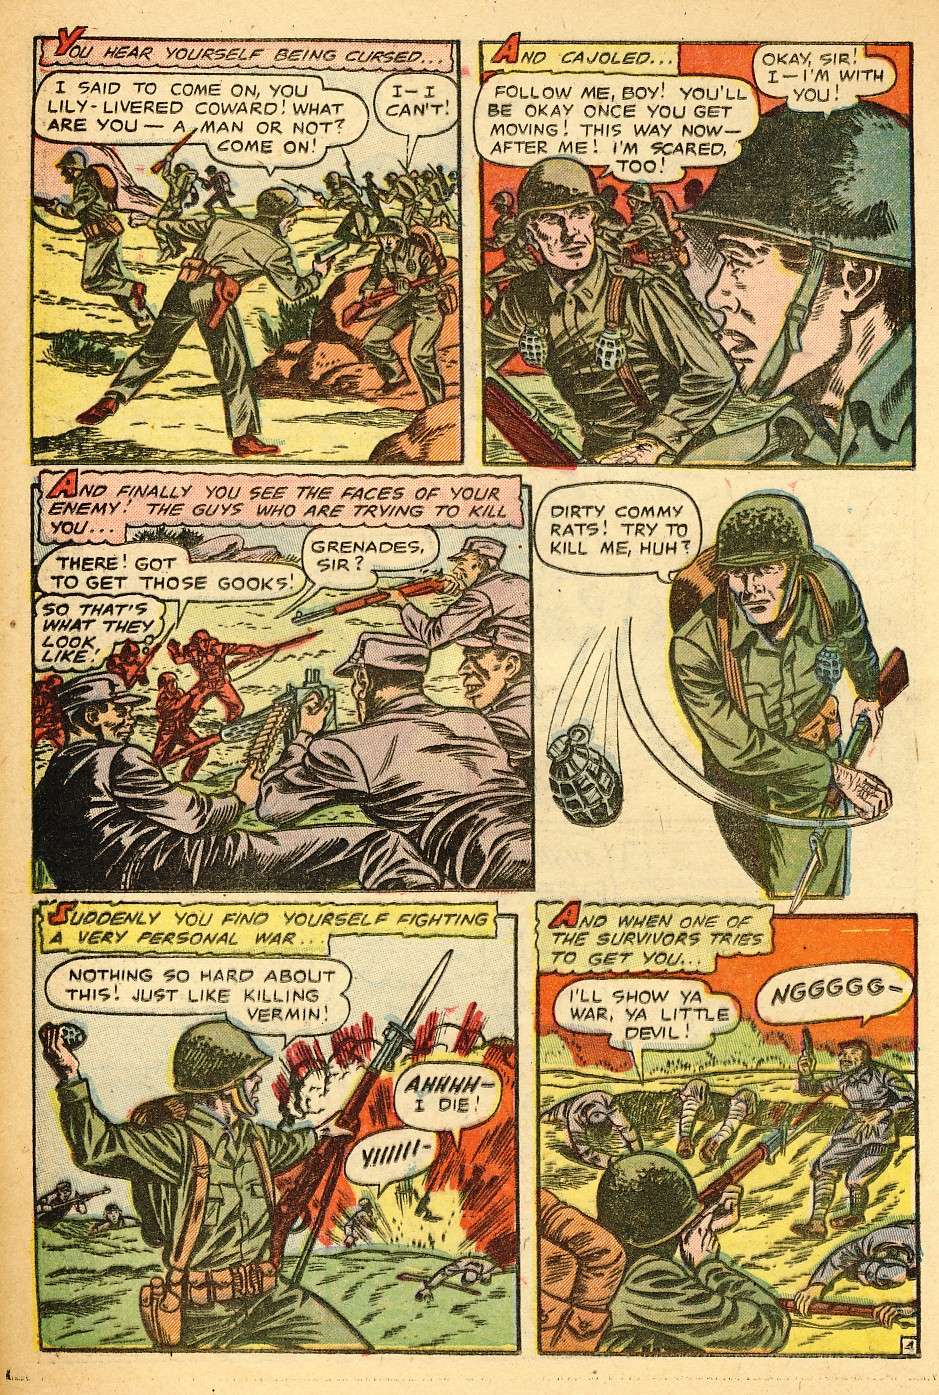 YOU HEAR YOURSELF BEING CURSED...
I SAID TO COME ON, YOU
LILY-LIVERED COWARD! WHAT
ARE YOU — A MAN OR NOT?
COME ON!
I-I
CAN'T!
AND CAJOLED...
FOLLOW ME, BOY! YOU'LL
BE OKAY ONCE YOU GET
MOVING! THIS WAY NOW—
AFTER ME! I'M SCARED,
TOO!
OKAY, SIR!
I—I'M WITH
YOU!
AND FINALLY YOU SEE THE FACES OF YOUR
ENEMY! THE GUYS WHO ARE TRYING TO KILL
YOU...
THERE! GOT
TO GET THOSE GOOKS!
GRENADES,
SIR?
SO THAT'S
WHAT THEY
LOOK
LIKE!
DIRTY COMMY
RATS! TRY TO
KILL ME, HUH?
SUDDENLY YOU FIND YOURSELF FIGHTING
A VERY PERSONAL WAR...
NOTHING SO HARD ABOUT
THIS! JUST LIKE KILLING
VERMIN!
AHHHH—
I DIE!
YIIIIII-
AND WHEN ONE OF
THE SURVIVORS TRIES
TO GET YOU...
I'LL SHOW YA
WAR, YA LITTLE
DEVIL!
NGGGGG—
4